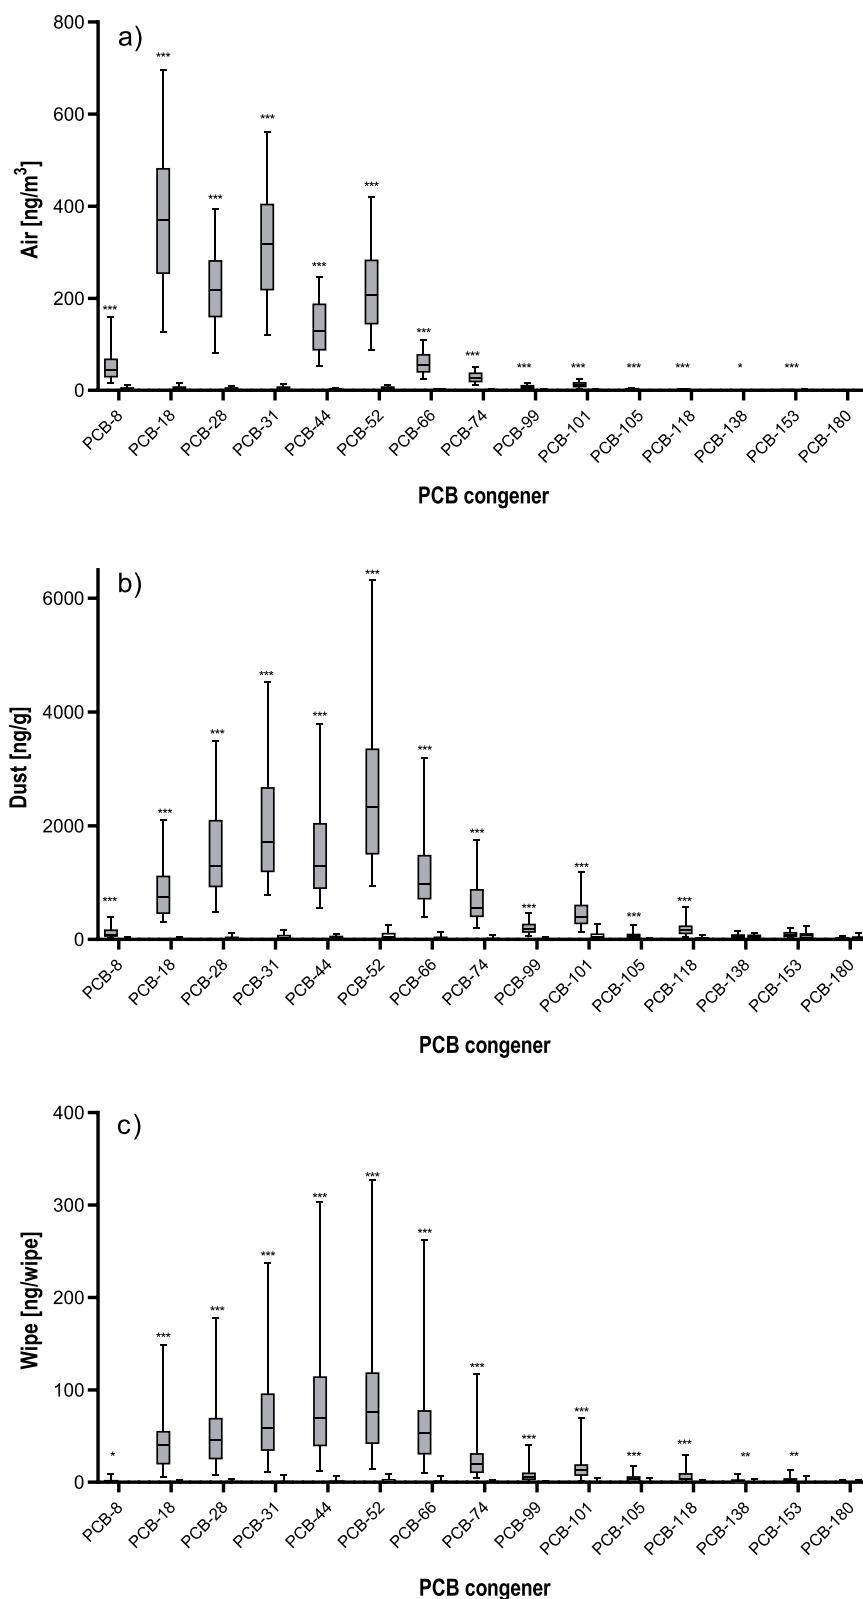 a)
800
600
400
200
0
Air [ng/m³]
*** *** *** *** *** *** *** *** *** *** *** *** * ***
PCB-8 PCB-18 PCB-28 PCB-31 PCB-44 PCB-52 PCB-66 PCB-74 PCB-99 PCB-101 PCB-105 PCB-118 PCB-138 PCB-153 PCB-180
PCB congener
b)
6000
4000
2000
0
Dust [ng/g]
*** *** *** *** *** *** *** *** *** *** *** ***
PCB-8 PCB-18 PCB-28 PCB-31 PCB-44 PCB-52 PCB-66 PCB-74 PCB-99 PCB-101 PCB-105 PCB-118 PCB-138 PCB-153 PCB-180
PCB congener
c)
400
300
200
100
0
Wipe [ng/wipe]
* *** *** *** *** *** *** *** *** *** *** *** ** **
PCB-8 PCB-18 PCB-28 PCB-31 PCB-44 PCB-52 PCB-66 PCB-74 PCB-99 PCB-101 PCB-105 PCB-118 PCB-138 PCB-153 PCB-180
PCB congener